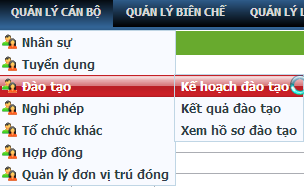 QUẢN LÝ CÁN BỘ QUẢN LÝ BIÊN CHẾ QUẢN LÝ
Nhân sự
Tuyển dụng
Đào tạo Kế hoạch đào tạo
Nghỉ phép Kết quả đào tạo
Tổ chức khác Xem hồ sơ đào tạo
Hợp đồng
Quản lý đơn vị trú đóng